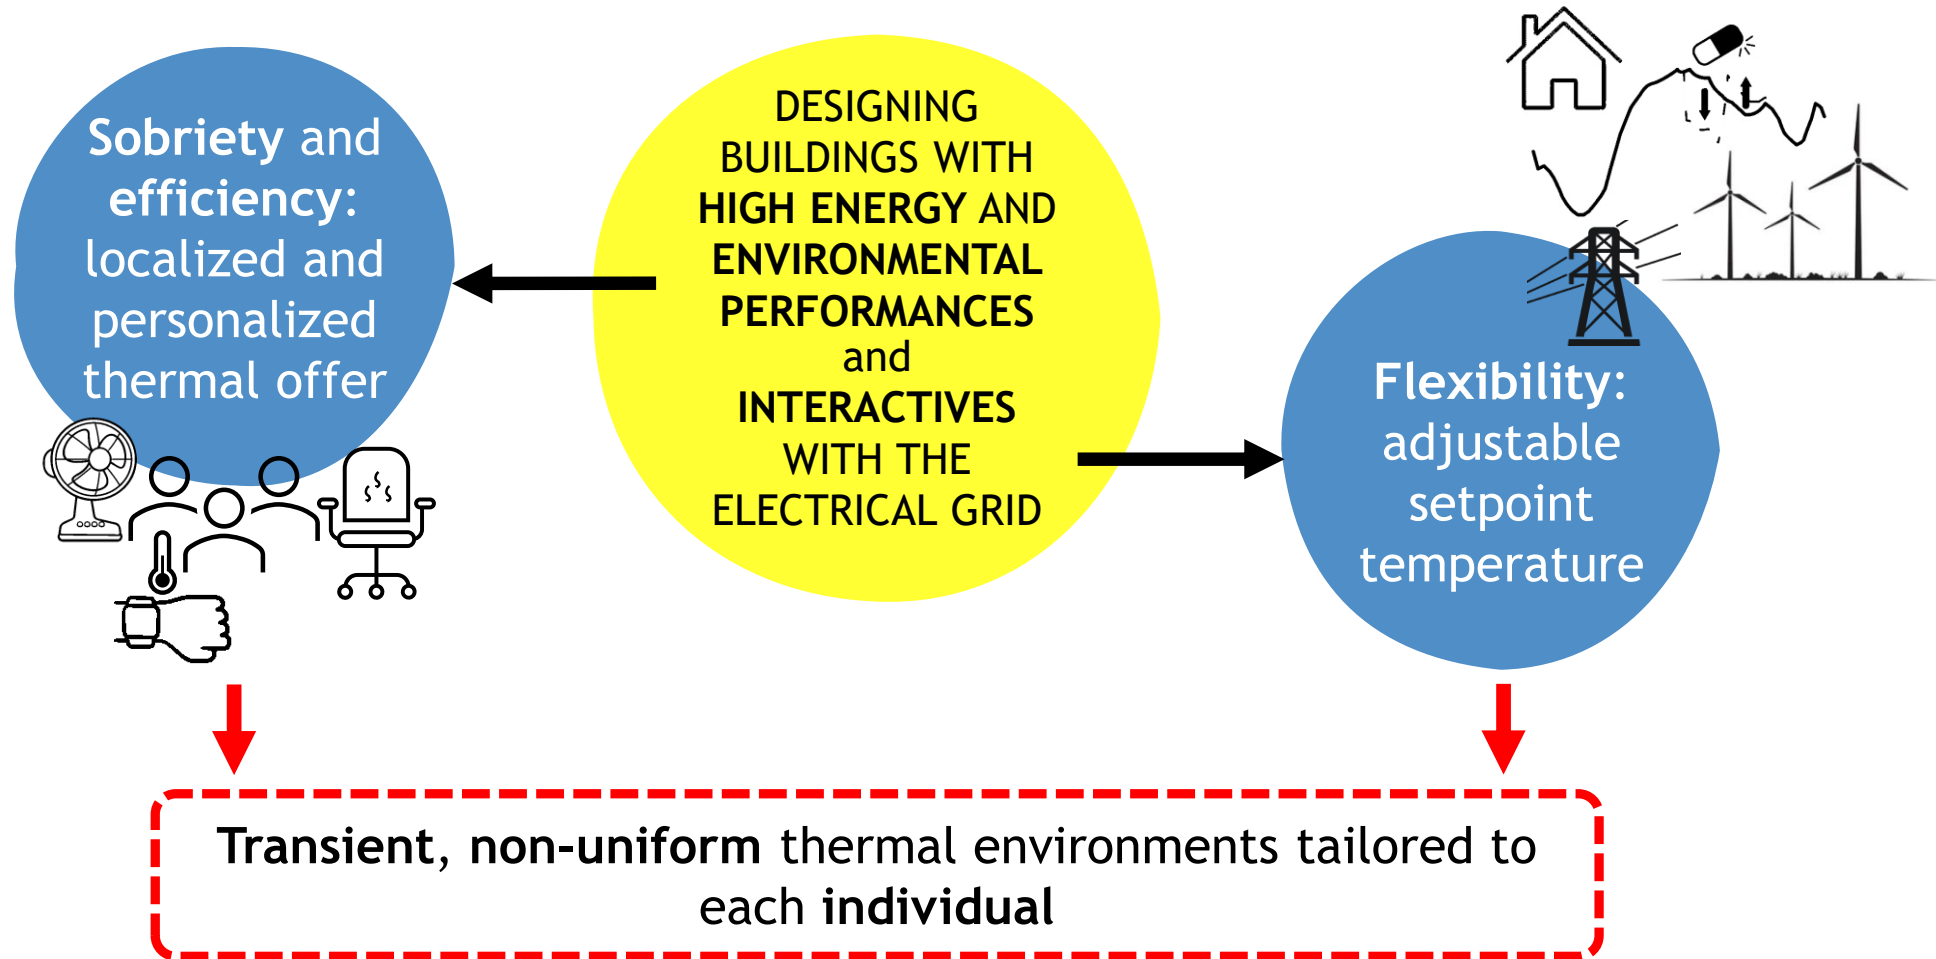 Sobriety and
efficiency:
localized and
personalized
thermal offer
DESIGNING
BUILDINGS WITH
HIGH ENERGY AND
ENVIRONMENTAL
PERFORMANCES
and
INTERACTIVES
WITH THE
ELECTRICAL GRID
Flexibility:
adjustable
setpoint
temperature
Transient, non-uniform thermal environments tailored to
each individual